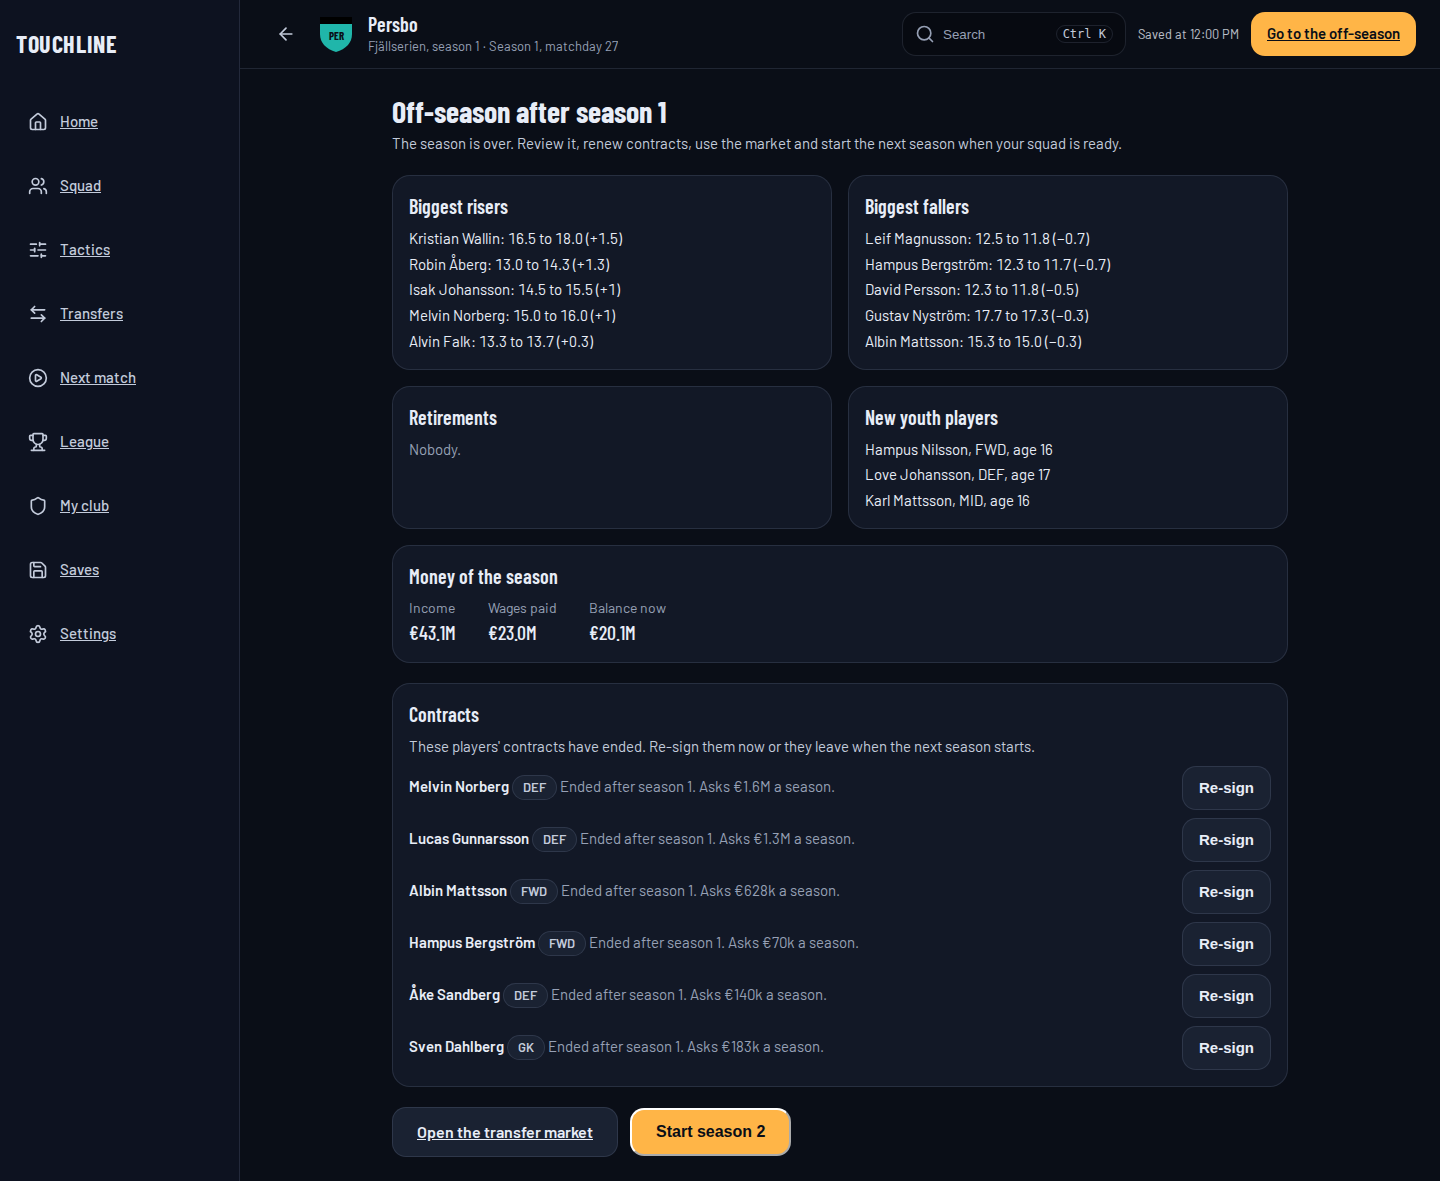 TOUCHLINE
Home
Squad
Tactics
Transfers
Next match
League
My club
Saves
Settings
PER
Persbo
Fjällserien, season 1 · Season 1, matchday 27
Search
Ctrl K
Saved at 12:00 PM
Go to the off-season
Off-season after season 1
The season is over. Review it, renew contracts, use the market and start the next season when your squad is ready.
Biggest risers
Kristian Wallin: 16.5 to 18.0 (+1.5)
Robin Åberg: 13.0 to 14.3 (+1.3)
Isak Johansson: 14.5 to 15.5 (+1)
Melvin Norberg: 15.0 to 16.0 (+1)
Alvin Falk: 13.3 to 13.7 (+0.3)
Biggest fallers
Leif Magnusson: 12.5 to 11.8 (−0.7)
Hampus Bergström: 12.3 to 11.7 (−0.7)
David Persson: 12.3 to 11.8 (−0.5)
Gustav Nyström: 17.7 to 17.3 (−0.3)
Albin Mattsson: 15.3 to 15.0 (−0.3)
Retirements
Nobody.
New youth players
Hampus Nilsson, FWD, age 16
Love Johansson, DEF, age 17
Karl Mattsson, MID, age 16
Money of the season
Income
€43.1M
Wages paid
€23.0M
Balance now
€20.1M
Contracts
These players' contracts have ended. Re-sign them now or they leave when the next season starts.
Melvin Norberg DEF Ended after season 1. Asks €1.6M a season. Re-sign
Lucas Gunnarsson DEF Ended after season 1. Asks €1.3M a season. Re-sign
Albin Mattsson FWD Ended after season 1. Asks €628k a season. Re-sign
Hampus Bergström FWD Ended after season 1. Asks €70k a season. Re-sign
Åke Sandberg DEF Ended after season 1. Asks €140k a season. Re-sign
Sven Dahlberg GK Ended after season 1. Asks €183k a season. Re-sign
Open the transfer market
Start season 2